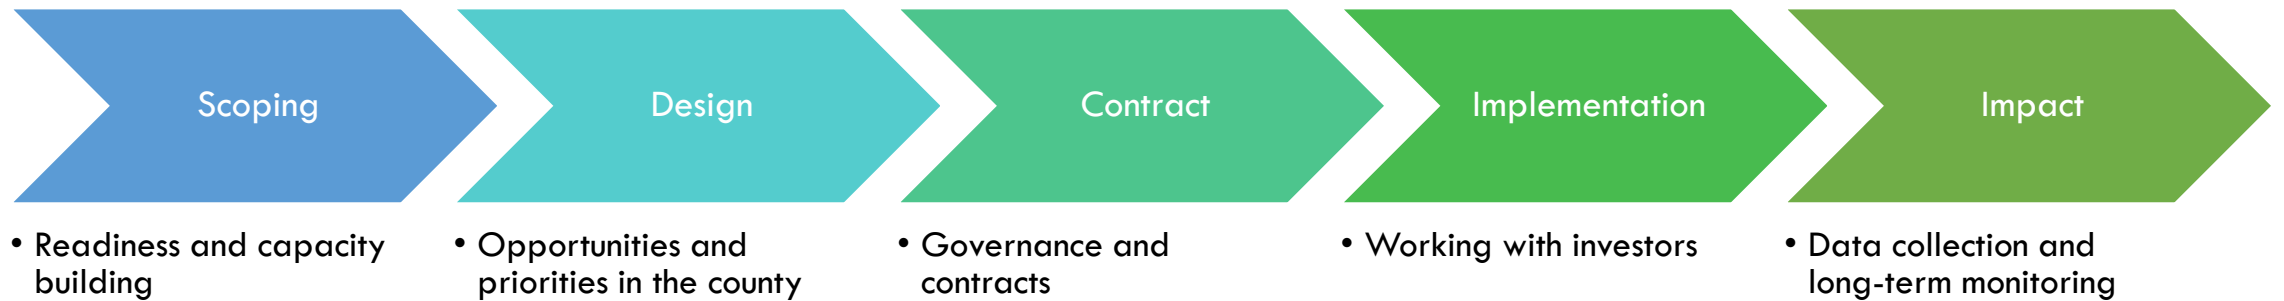 Scoping
Design
Contract
Implementation
Impact
• Readiness and capacity
building
• Opportunities and
priorities in the county
• Governance and
contracts
• Working with investors
• Data collection and
long-term monitoring